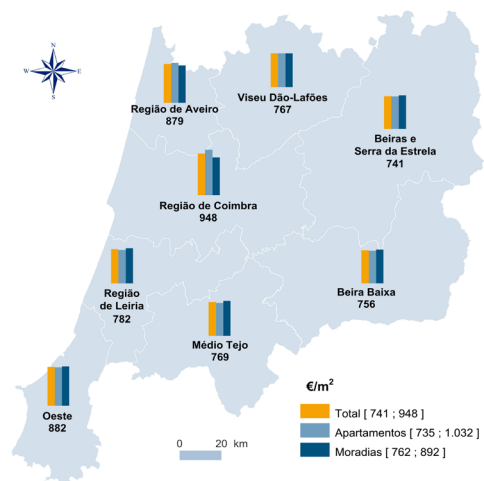 N
W E
S
Região de Aveiro
879
Viseu Dão-Lafões
767
Beiras e
Serra da Estrela
741
Região de Coimbra
948
Região
de Leiria
782
Médio Tejo
769
Beira Baixa
756
Oeste
882
€/m²
Total [ 741 ; 948 ]
Apartamentos [ 735 ; 1.032 ]
Moradias [ 762 ; 892 ]
0 20 km